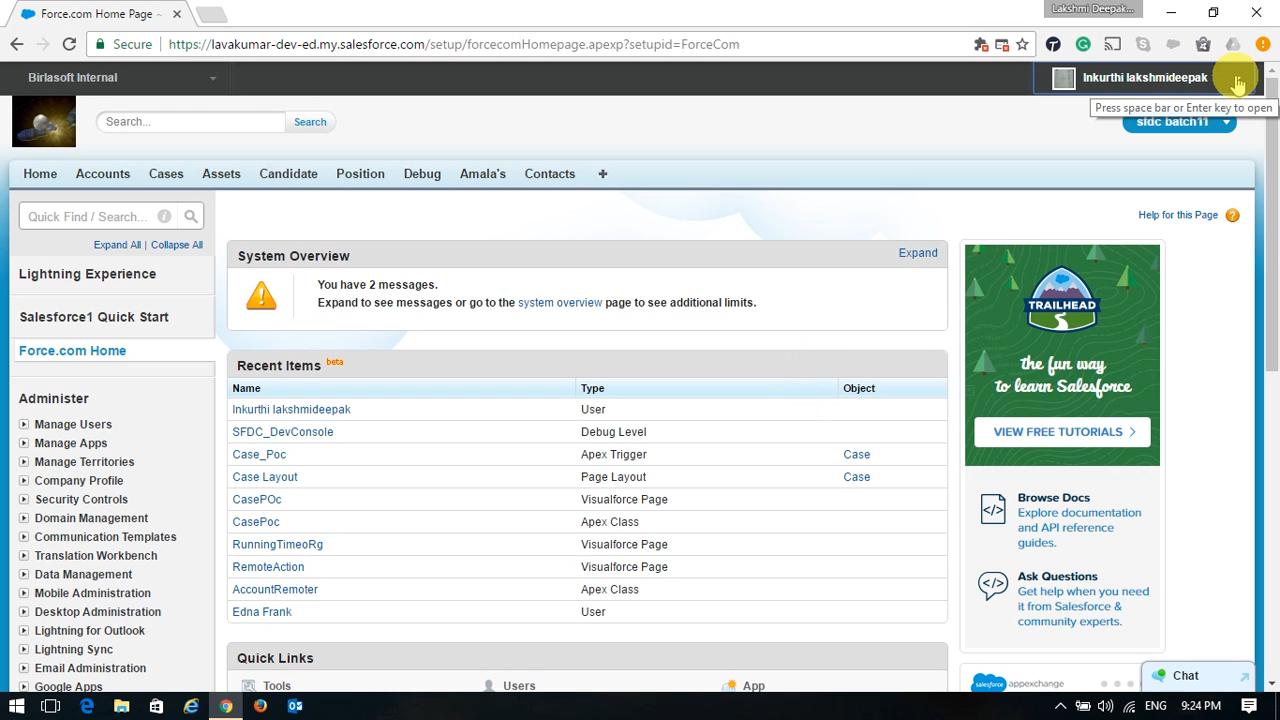 Force.com Home Page ~
Lakshmi Deepak...
Secure
https://lavakumar-dev-ed.my.salesforce.com/setup/forcecomHomepage.apexp?setupid=ForceCom
Birlasoft Internal
Inkurthi lakshmideepak
Press space bar or Enter key to open
Search...
Search
sfdc batch11
Home Accounts Cases Assets Candidate Position Debug Amala's Contacts
Quick Find / Search...
Expand All | Collapse All
Lightning Experience
Salesforce1 Quick Start
Force.com Home
Administer
Manage Users
Manage Apps
Manage Territories
Company Profile
Security Controls
Domain Management
Communication Templates
Translation Workbench
Data Management
Mobile Administration
Desktop Administration
Lightning for Outlook
Lightning Sync
Email Administration
Google Apps
Help for this Page
System Overview
Expand
You have 2 messages.
Expand to see messages or go to the system overview page to see additional limits.
Recent Items beta
Name Type Object
Inkurthi lakshmideepak User
SFDC_DevConsole Debug Level
Case_Poc Apex Trigger Case
Case Layout Page Layout Case
CasePOc Visualforce Page
CasePoc Apex Class
RunningTimeoRg Visualforce Page
RemoteAction Visualforce Page
AccountRemoter Apex Class
Edna Frank User
Quick Links
Tools Users App
TRAILHEAD
the fun way
to learn Salesforce
VIEW FREE TUTORIALS
Browse Docs
Explore documentation
and API reference
guides.
Ask Questions
Get help when you need
it from Salesforce &
community experts.
salesforce appexchange
Chat
ENG 9:24 PM